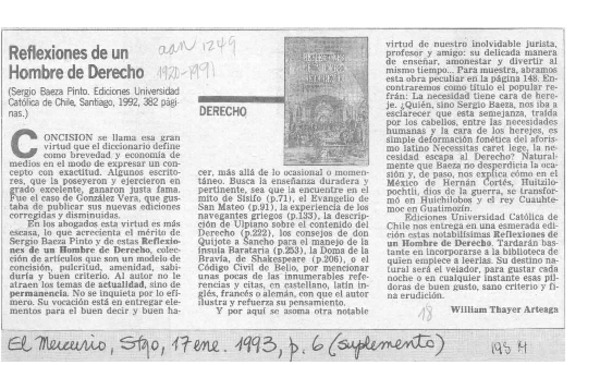 Reflexiones de un
Hombre de Derecho
aan 1249
1920-1991
(Sergio Baeza Pinto. Ediciones Universidad
Católica de Chile, Santiago, 1992, 382 pági-
nas.)
DERECHO
CONCISION se llama esa gran
virtud que el diccionario define
como brevedad y economía de
medios en el modo de expresar un con-
cepto con exactitud. Algunos escrito-
res, que la poseyeron y ejercieron en
grado excelente, ganaron justa fama.
Fue el caso de González Vera, que gus-
taba de publicar sus nuevas ediciones
corregidas y disminuidas.
En los abogados esta virtud es más
escasa, lo que acrecienta el mérito de
Sergio Baeza Pinto y de estas Reflexio-
nes de un Hombre de Derecho, colec-
ción de artículos que son un modelo de
concisión, pulcritud, amenidad, sabi-
duría y buen criterio. Al autor no le
atraen los temas de actualidad, sino de
permanencia. No se inquieta por lo efí-
mero. Su vocación está en entregar ele-
mentos para el buen decir y buen ha-
cer, más allá de lo ocasional o momen-
táneo. Busca la enseñanza duradera y
pertinente, sea que la encuentre en el
mito de Sísifo (p.71), el Evangelio de
San Mateo (p.91), la experiencia de los
navegantes griegos (p.133), la descrip-
ción de Ulpiano sobre el contenido del
Derecho (p.222), los consejos de don
Quijote a Sancho para el manejo de la
ínsula Barataria (p.253), la Doma de la
Bravía, de Shakespeare (p.206), o el
Código Civil de Bello, por mencionar
unas pocas de las innumerables refe-
rencias y citas, en castellano, latín in-
glés, francés o alemán, con que el autor
ilustra y refuerza su pensamiento.
Y por aquí se asoma otra notable
virtud de nuestro inolvidable jurista,
profesor y amigo: su delicada manera
de enseñar, amonestar y divertir al
mismo tiempo... Para muestra, abramos
esta obra peculiar en la página 148. En-
contraremos como título el popular re-
frán: La necesidad tiene cara de here-
je. ¿Quién, sino Sergio Baeza, nos iba a
esclarecer que esta semejanza, traída
por los cabellos, entre las necesidades
humanas y la cara de los herejes, es
simple deformación fonética del aforis-
mo latino Necessitas caret lege, la ne-
cesidad escapa al Derecho? Natural-
mente que Baeza no desperdicia la oca-
sión y, de paso, nos explica cómo en el
México de Hernán Cortés, Huitzilo-
pochtli, dios de la guerra, se transfor-
mó en Huichilobos y el rey Cuauhte-
moc en Guatimozín.
Ediciones Universidad Católica de
Chile nos entrega en una esmerada edi-
ción estas notabilísimas Reflexiones de
un Hombre de Derecho. Tardarán bas-
tante en incorporarse a la biblioteca de
quien empiece a leerlas. Su destino na-
tural será el velador, para gustar cada
noche o en cualquier instante esas píl-
doras de buen gusto, sano criterio y fi-
na erudición.
William Thayer Arteaga
18
El Mercurio, Stgo, 17 ene. 1993, p. 6 (suplemento)